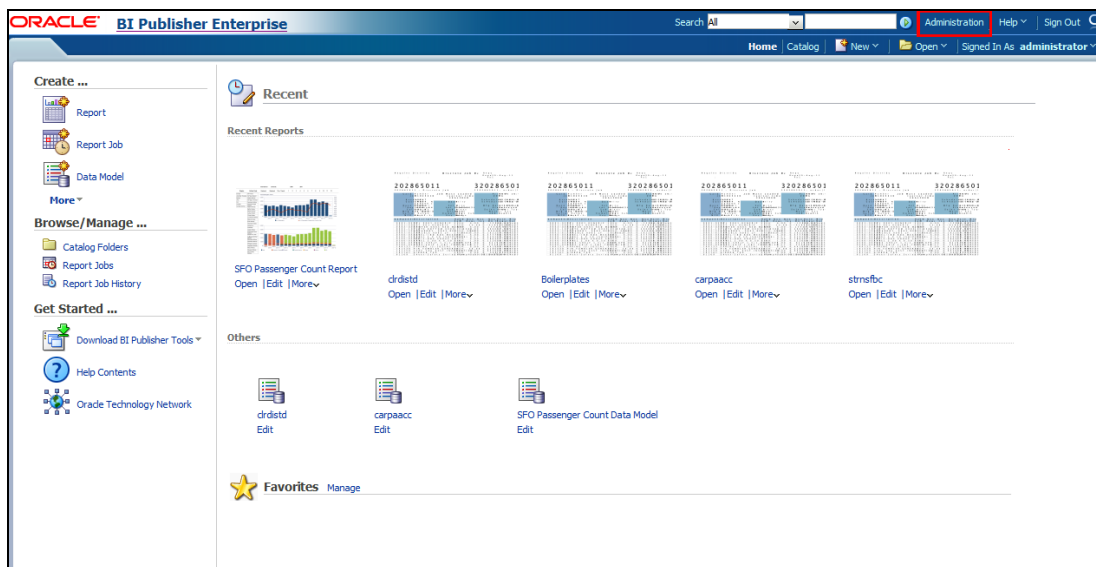 ORACLE BI Publisher Enterprise Search All Administration Help Sign Out
Home Catalog New Open Signed In As administrator
Create ...
Report
Report Job
Data Model
More
Browse/Manage ...
Catalog Folders
Report Jobs
Report Job History
Get Started ...
Download BI Publisher Tools
Help Contents
Oracle Technology Network
Recent
Recent Reports
202865011 320286501
202865011 320286501
202865011 320286501
202865011 320286501
SFO Passenger Count Report
Open |Edit |More
clrdistd
Open |Edit |More
Boilerplates
Open |Edit |More
carpaacc
Open |Edit |More
strnsfbc
Open |Edit |More
Others
clrdistd
Edit
carpaacc
Edit
SFO Passenger Count Data Model
Edit
Favorites Manage